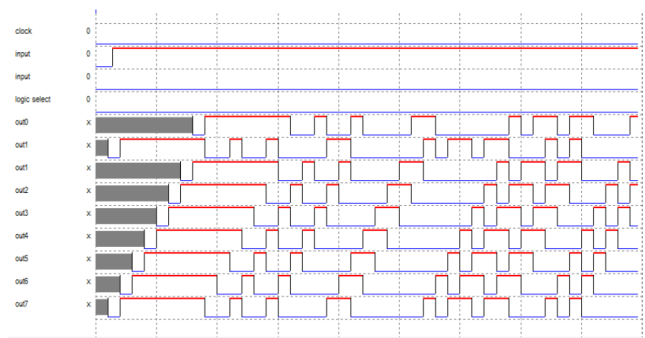 clock 0
input 0
input 0
logic select 0
out0 x
out1 x
out1 x
out2 x
out3 x
out4 x
out5 x
out6 x
out7 x